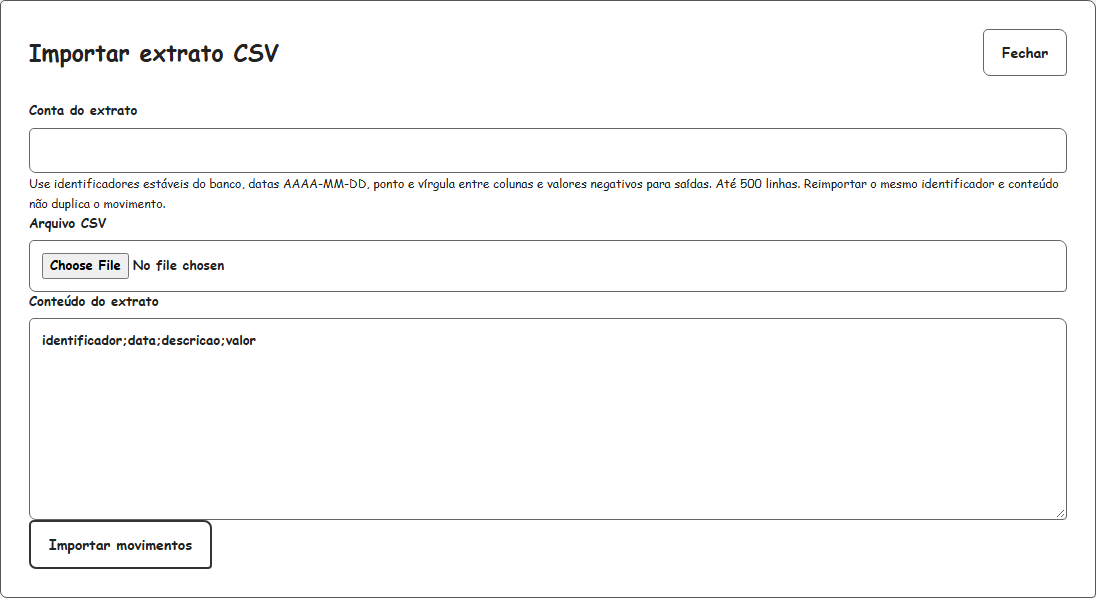 Importar extrato CSV
Fechar
Conta do extrato
Use identificadores estáveis do banco, datas AAAA-MM-DD, ponto e vírgula entre colunas e valores negativos para saídas. Até 500 linhas. Reimportar o mesmo identificador e conteúdo
não duplica o movimento.
Arquivo CSV
Choose File No file chosen
Conteúdo do extrato
identificador;data;descricao;valor
Importar movimentos